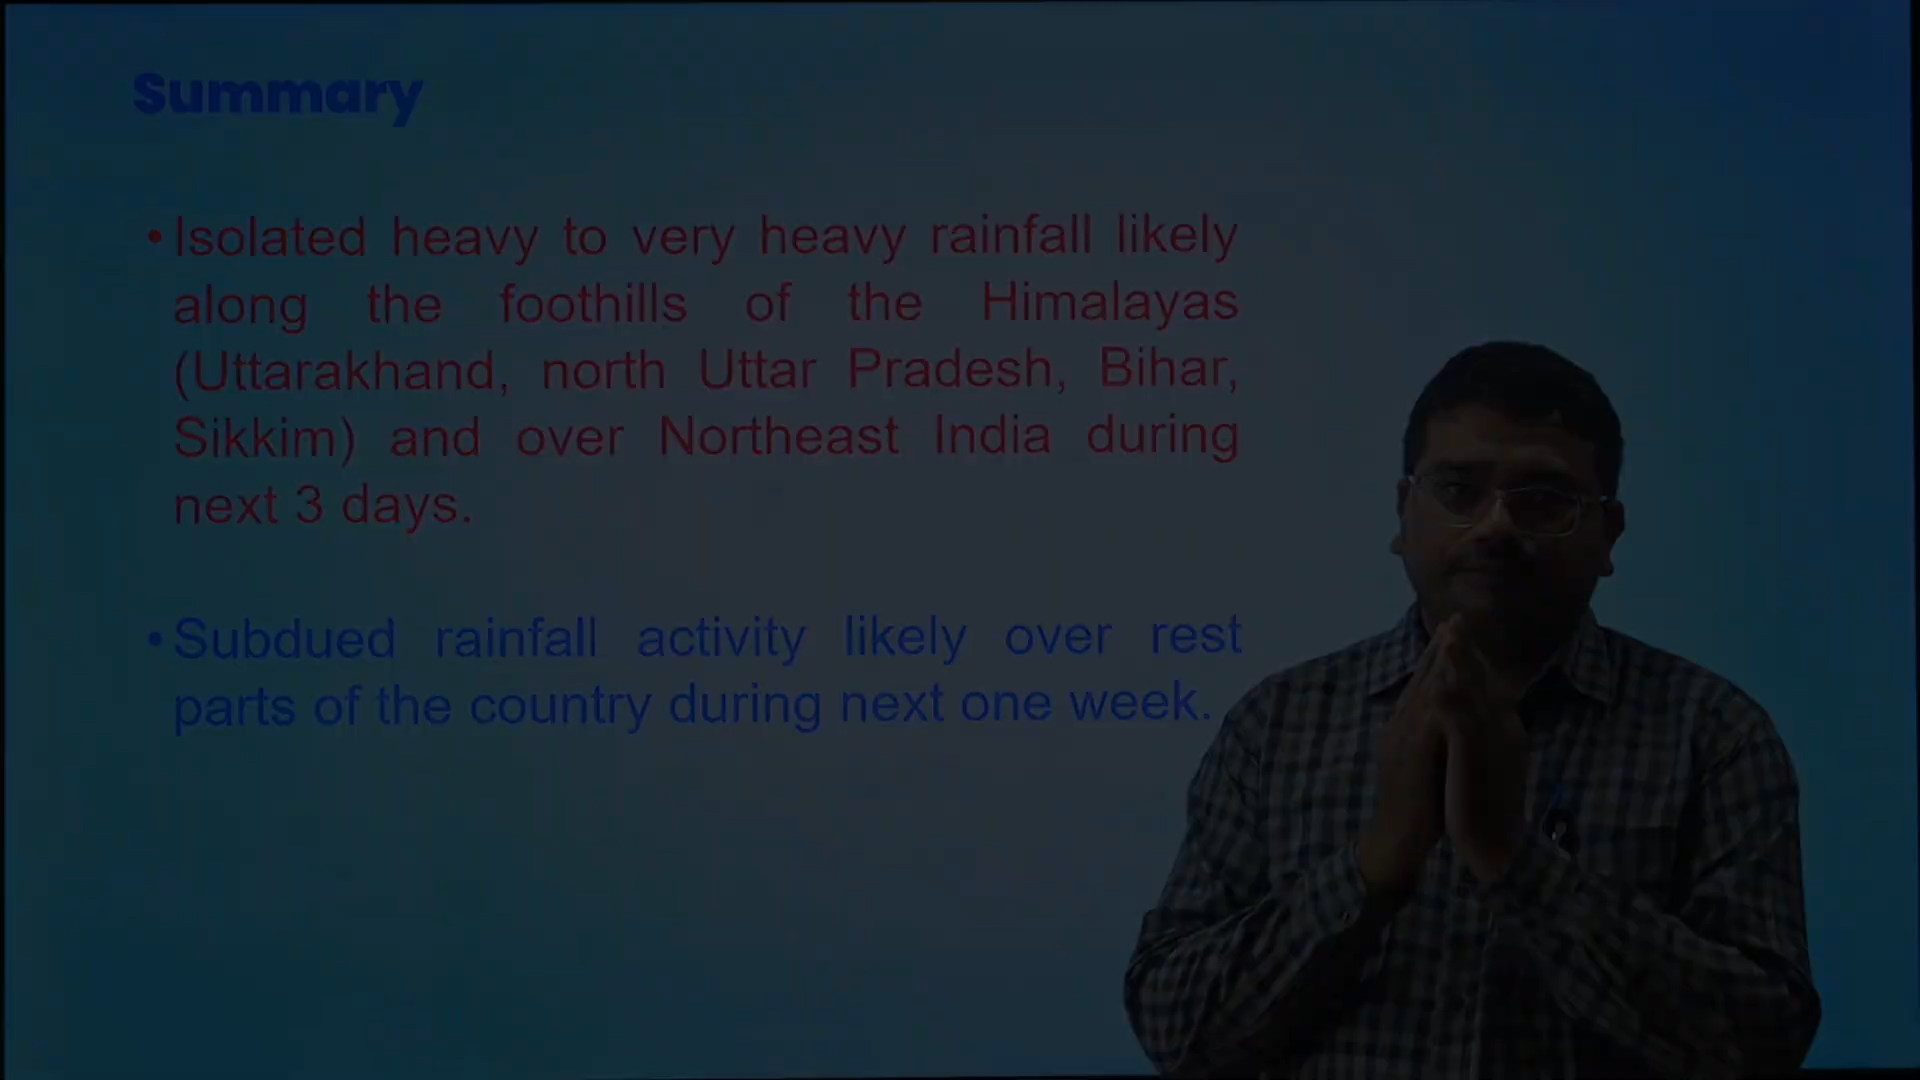 Summary
• Isolated heavy to very heavy rainfall likely
along the foothills of the Himalayas
(Uttarakhand, north Uttar Pradesh, Bihar,
Sikkim) and over Northeast India during
next 3 days.
• Subdued rainfall activity likely over rest
parts of the country during next one week.